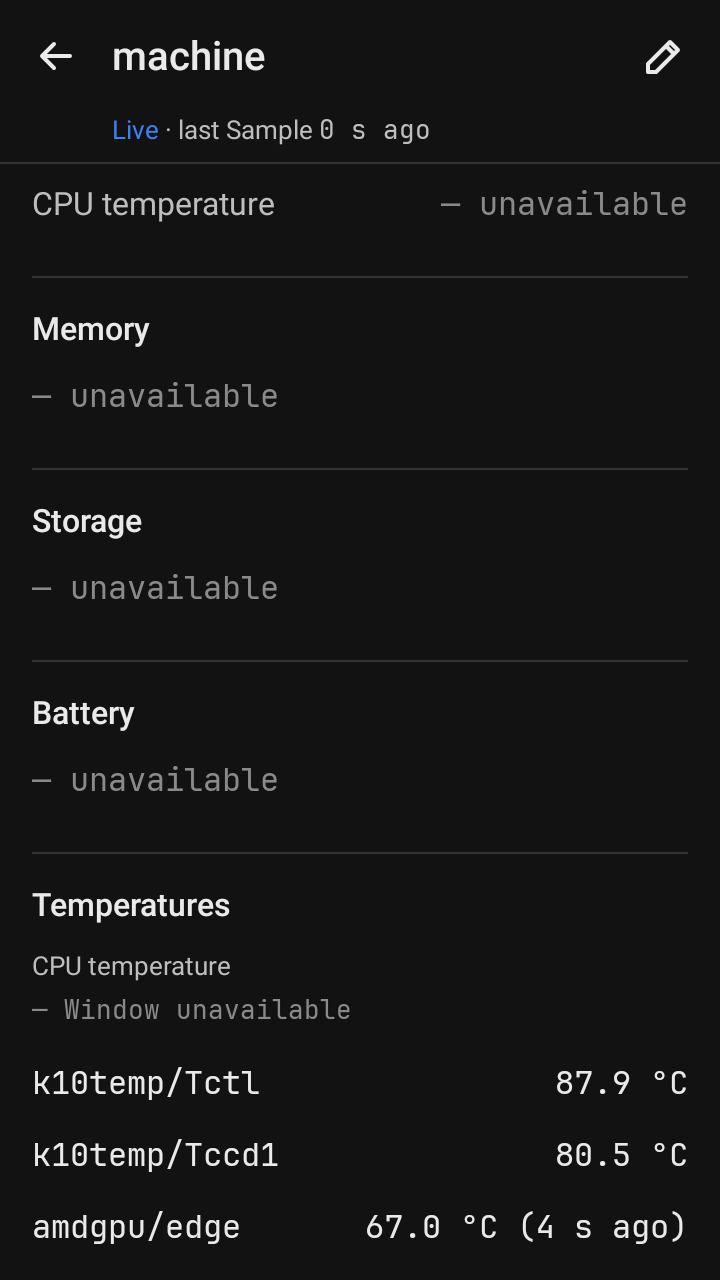 machine
Live · last Sample 0 s ago
CPU temperature — unavailable
Memory
— unavailable
Storage
— unavailable
Battery
— unavailable
Temperatures
CPU temperature
— Window unavailable
k10temp/Tctl 87.9 °C
k10temp/Tccd1 80.5 °C
amdgpu/edge 67.0 °C (4 s ago)